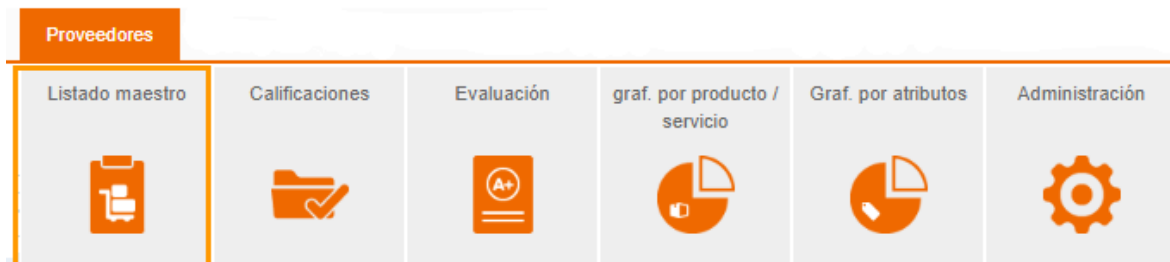 Proveedores
Listado maestro
Calificaciones
Evaluación
graf. por producto /
servicio
Graf. por atributos
Administración
A+